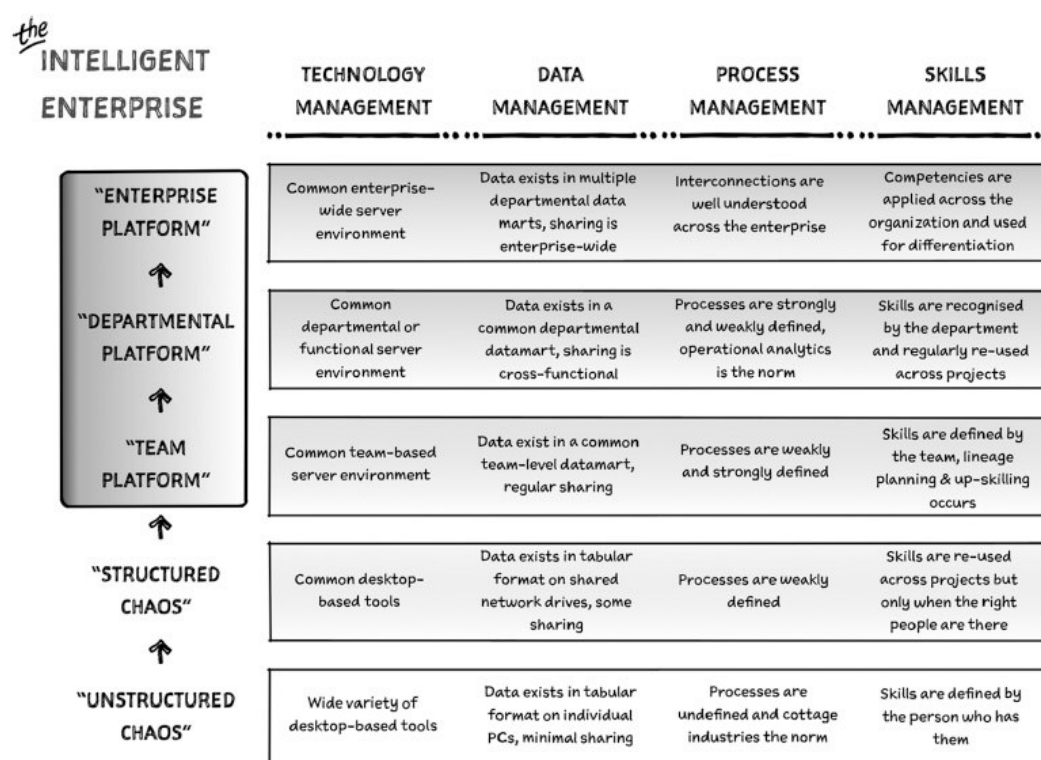 the
INTELLIGENT
ENTERPRISE
TECHNOLOGY
MANAGEMENT
DATA
MANAGEMENT
PROCESS
MANAGEMENT
SKILLS
MANAGEMENT
"ENTERPRISE
PLATFORM"
Common enterprise-
wide server
environment
Data exists in multiple
departmental data
marts, sharing is
enterprise-wide
Interconnections are
well understood
across the enterprise
Competencies are
applied across the
organization and used
for differentiation
"DEPARTMENTAL
PLATFORM"
Common
departmental or
functional server
environment
Data exists in a
common departmental
datamart, sharing is
cross-functional
Processes are strongly
and weakly defined,
operational analytics
is the norm
Skills are recognised
by the department
and regularly re-used
across projects
"TEAM
PLATFORM"
Common team-based
server environment
Data exist in a common
team-level datamart,
regular sharing
Processes are weakly
and strongly defined
Skills are defined by
the team, lineage
planning & up-skilling
occurs
"STRUCTURED
CHAOS"
Common desktop-
based tools
Data exists in tabular
format on shared
network drives, some
sharing
Processes are weakly
defined
Skills are re-used
across projects but
only when the right
people are there
"UNSTRUCTURED
CHAOS"
Wide variety of
desktop-based tools
Data exists in tabular
format on individual
PCs, minimal sharing
Processes are
undefined and cottage
industries the norm
Skills are defined by
the person who has
them